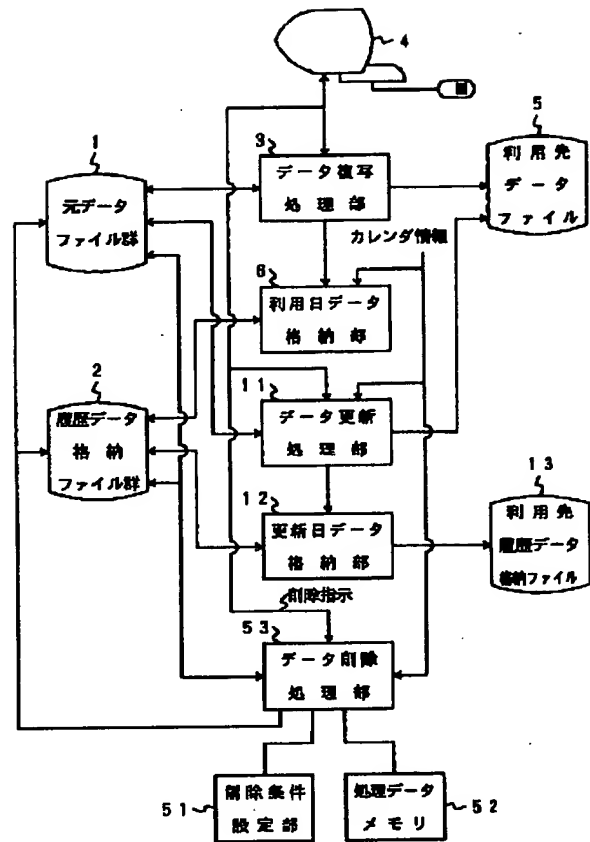 4
5
利用先
データ
ファイル
3
データ複写
処理部
1
元データ
ファイル群
カレンダ情報
6
利用日データ
格納部
2
履歴データ
格納
ファイル群
11
データ更新
処理部
12
更新日データ
格納部
13
利用先
履歴データ
格納ファイル
削除指示
53
データ削除
処理部
51
削除条件
設定部
処理データ
メモリ
52